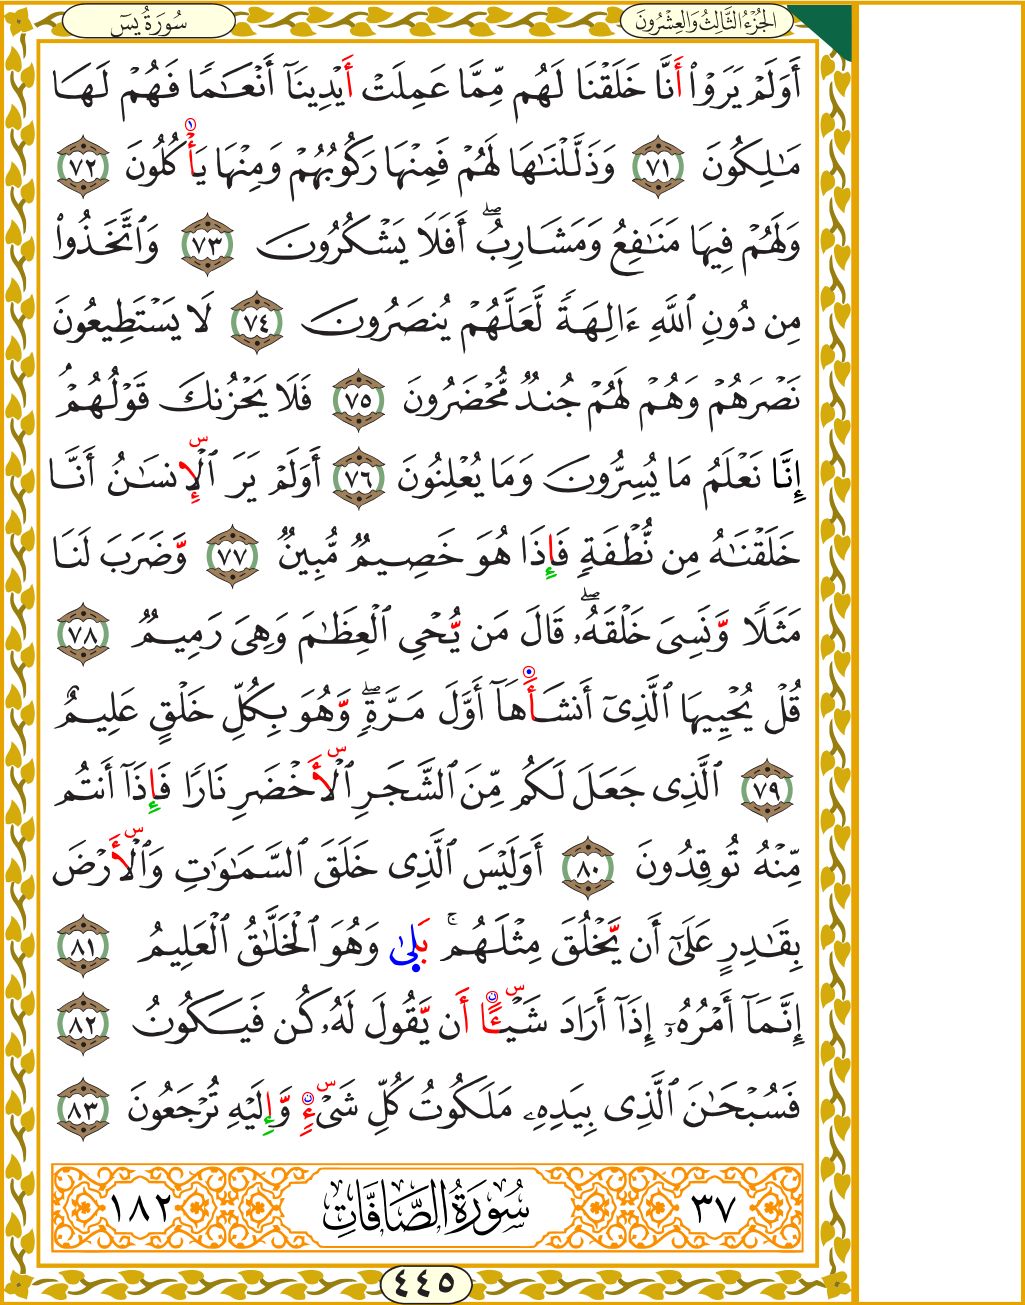 سُورَةُ يسٓ
الجُزْءُ الثَّالِثُ وَالعِشْرُونَ
أَوَلَمْ يَرَوْا۟ أَنَّا خَلَقْنَا لَهُم مِّمَّا عَمِلَتْ أَيْدِينَآ أَنْعَـٰمًا فَهُمْ لَهَا
مَـٰلِكُونَ ٧١ وَذَلَّلْنَـٰهَا لَهُمْ فَمِنْهَا رَكُوبُهُمْ وَمِنْهَا يَأْكُلُونَ ٧٢
وَلَهُمْ فِيهَا مَنَـٰفِعُ وَمَشَارِبُ ۖ أَفَلَا يَشْكُرُونَ ٧٣ وَٱتَّخَذُوا۟
مِن دُونِ ٱللَّهِ ءَالِهَةً لَّعَلَّهُمْ يُنصَرُونَ ٧٤ لَا يَسْتَطِيعُونَ
نَصْرَهُمْ وَهُمْ لَهُمْ جُندٌ مُّحْضَرُونَ ٧٥ فَلَا يَحْزُنكَ قَوْلُهُمْ ۘ
إِنَّا نَعْلَمُ مَا يُسِرُّونَ وَمَا يُعْلِنُونَ ٧٦ أَوَلَمْ يَرَ ٱلْإِنسَـٰنُ أَنَّا
خَلَقْنَـٰهُ مِن نُّطْفَةٍ فَإِذَا هُوَ خَصِيمٌ مُّبِينٌ ٧٧ وَّضَرَبَ لَنَا
مَثَلًا وَّنَسِىَ خَلْقَهُۥ ۖ قَالَ مَن يُّحْىِ ٱلْعِظَـٰمَ وَهِىَ رَمِيمٌ ٧٨
قُلْ يُحْيِيهَا ٱلَّذِىٓ أَنشَأَهَآ أَوَّلَ مَرَّةٍ ۖ وَّهُوَ بِكُلِّ خَلْقٍ عَلِيمٌ
٧٩ ٱلَّذِى جَعَلَ لَكُم مِّنَ ٱلشَّجَرِ ٱلْأَخْضَرِ نَارًا فَإِذَآ أَنتُم
مِّنْهُ تُوقِدُونَ ٨٠ أَوَلَيْسَ ٱلَّذِى خَلَقَ ٱلسَّمَـٰوَٰتِ وَٱلْأَرْضَ
بِقَـٰدِرٍ عَلَىٰٓ أَن يَّخْلُقَ مِثْلَهُم ۚ بَلَىٰ وَهُوَ ٱلْخَلَّـٰقُ ٱلْعَلِيمُ ٨١
إِنَّمَآ أَمْرُهُۥٓ إِذَآ أَرَادَ شَيْـًٔا أَن يَّقُولَ لَهُۥ كُن فَيَكُونُ ٨٢
فَسُبْحَـٰنَ ٱلَّذِى بِيَدِهِۦ مَلَكُوتُ كُلِّ شَىْءٍ وَّإِلَيْهِ تُرْجَعُونَ ٨٣
٣٧ سُورَةُ الصَّافَّاتِ ١٨٢
٤٤٥